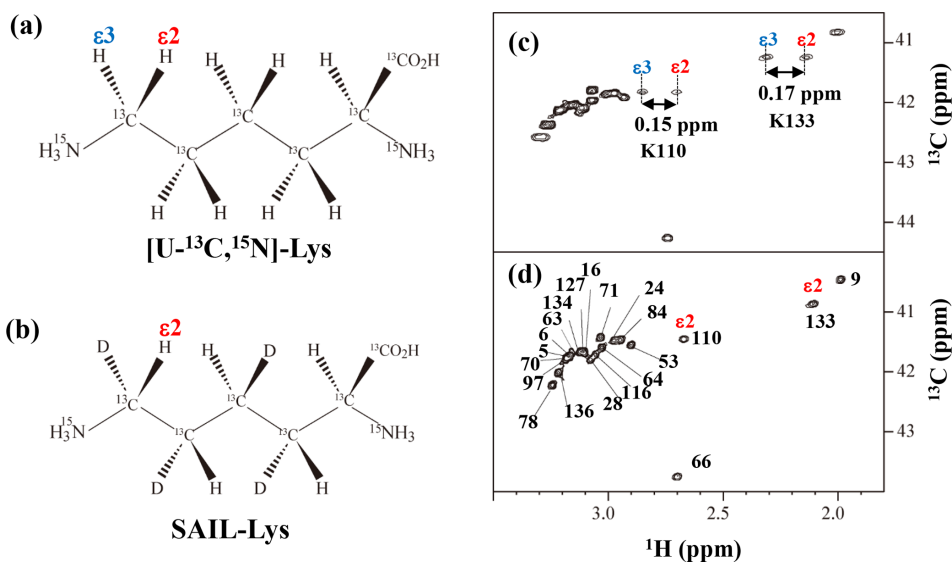 (a)
ε3 ε2
H H H H ¹³CO₂H
¹³C ¹³C ¹³C
H₃¹⁵N ¹³C ¹³C ¹⁵NH₃
H H H H
[U-¹³C,¹⁵N]-Lys
(b)
ε2
D H H D H ¹³CO₂H
¹³C ¹³C ¹³C
H₃¹⁵N ¹³C ¹³C ¹⁵NH₃
D H D H
SAIL-Lys
(c)
ε3 ε2
0.17 ppm
K133
ε3 ε2
0.15 ppm
K110
41
42
43
44
¹³C (ppm)
(d)
16
127
71
134
24
63
84
6
5
70
97
53
64
116
28
136
78
ε2
110
ε2
133
9
66
41
42
43
¹³C (ppm)
3.0 2.5 2.0
¹H (ppm)